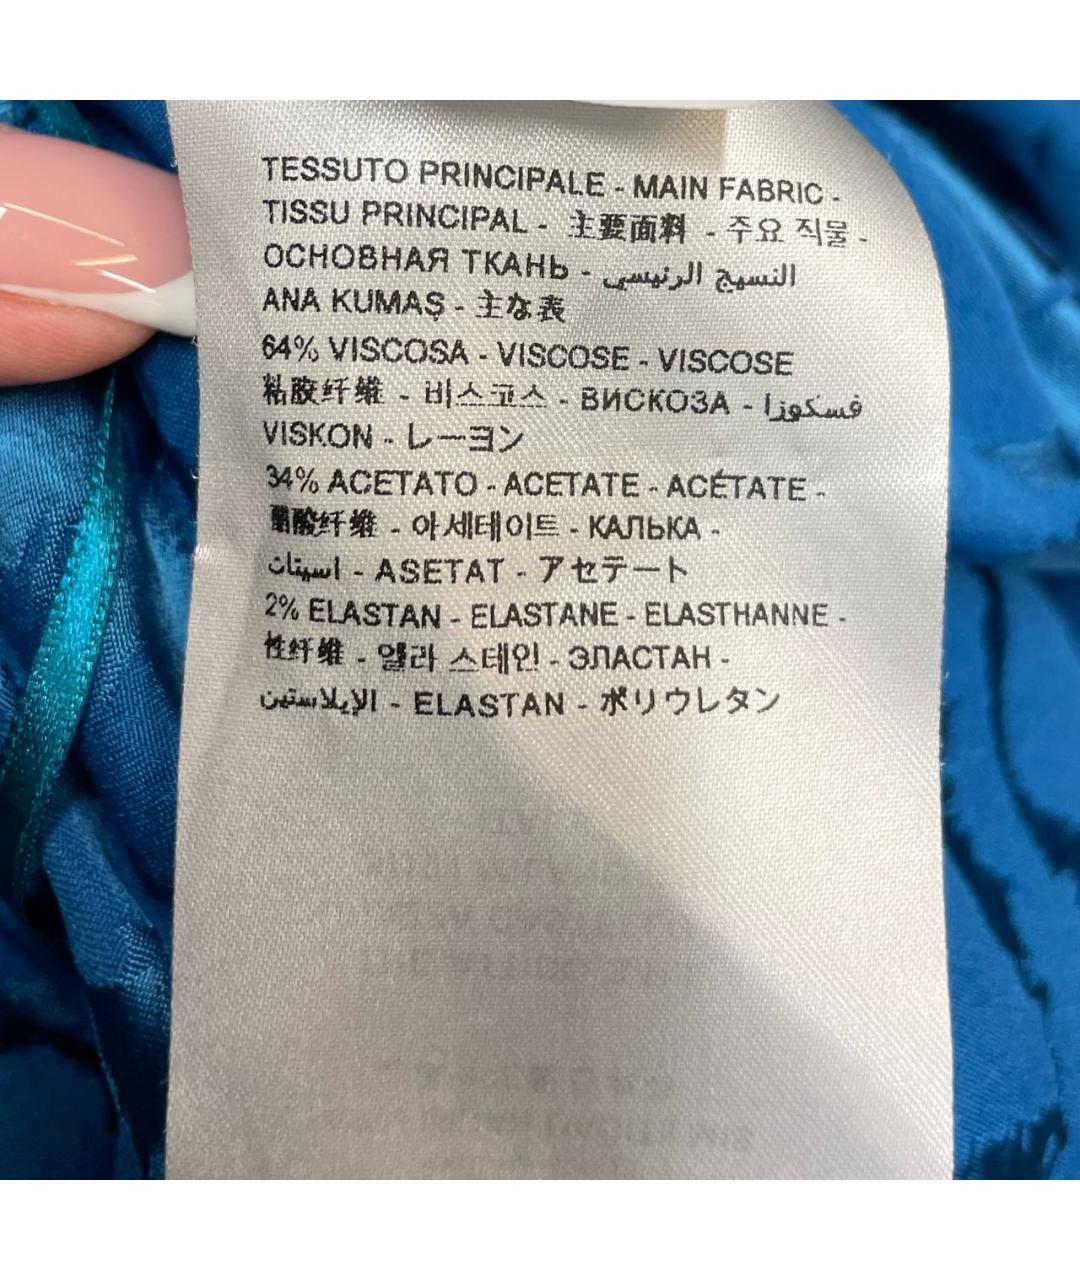 TESSUTO PRINCIPALE - MAIN FABRIC -
TISSU PRINCIPAL - 主要面料 - 주요 직물 -
ОСНОВНАЯ ТКАНЬ - النسيج الرئيسي
ANA KUMAŞ - 主な表
64% VISCOSA - VISCOSE - VISCOSE
粘胶纤维 - 비스코스 - ВИСКОЗА - فسكوزا
VISKON - レーヨン
34% ACETATO - ACETATE - ACÉTATE -
醋酸纤维 - 아세테이트 - КАЛЬКА -
اسيتات - ASETAT - アセテート
2% ELASTAN - ELASTANE - ELASTHANNE -
性纤维 - 엘라 스테인 - ЭЛАСТАН -
الإيلاستين - ELASTAN - ポリウレタン